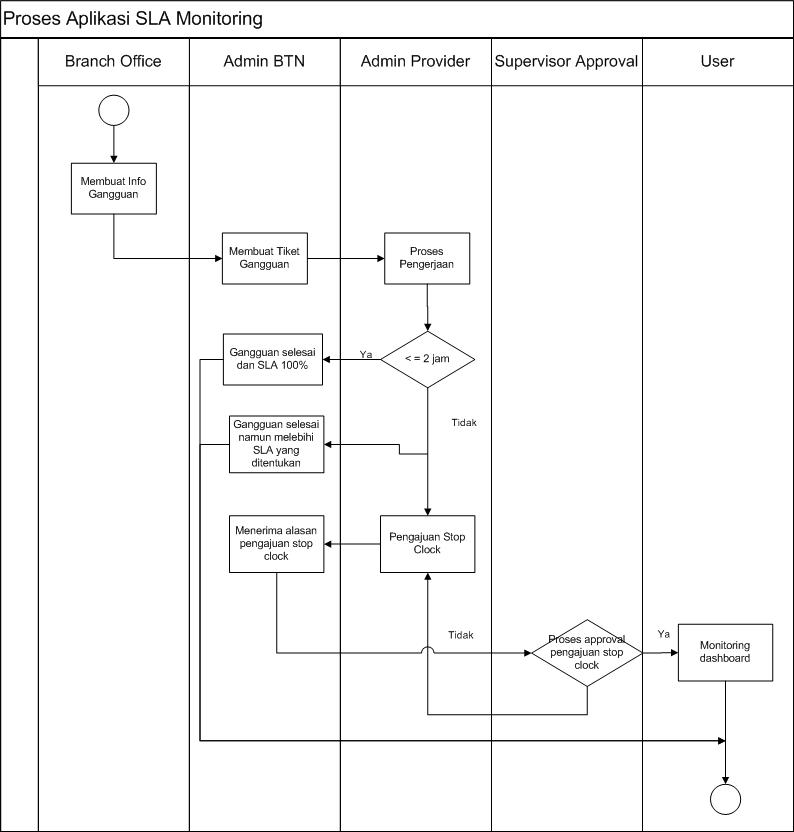 Proses Aplikasi SLA Monitoring
Branch Office
Admin BTN
Admin Provider
Supervisor Approval
User
Membuat Info
Gangguan
Membuat Tiket
Gangguan
Proses
Pengerjaan
Gangguan selesai
dan SLA 100%
Ya
< = 2 jam
Tidak
Gangguan selesai
namun melebihi
SLA yang
ditentukan
Menerima alasan
pengajuan stop
clock
Pengajuan Stop
Clock
Tidak
Proses approval
pengajuan stop
clock
Ya
Monitoring
dashboard